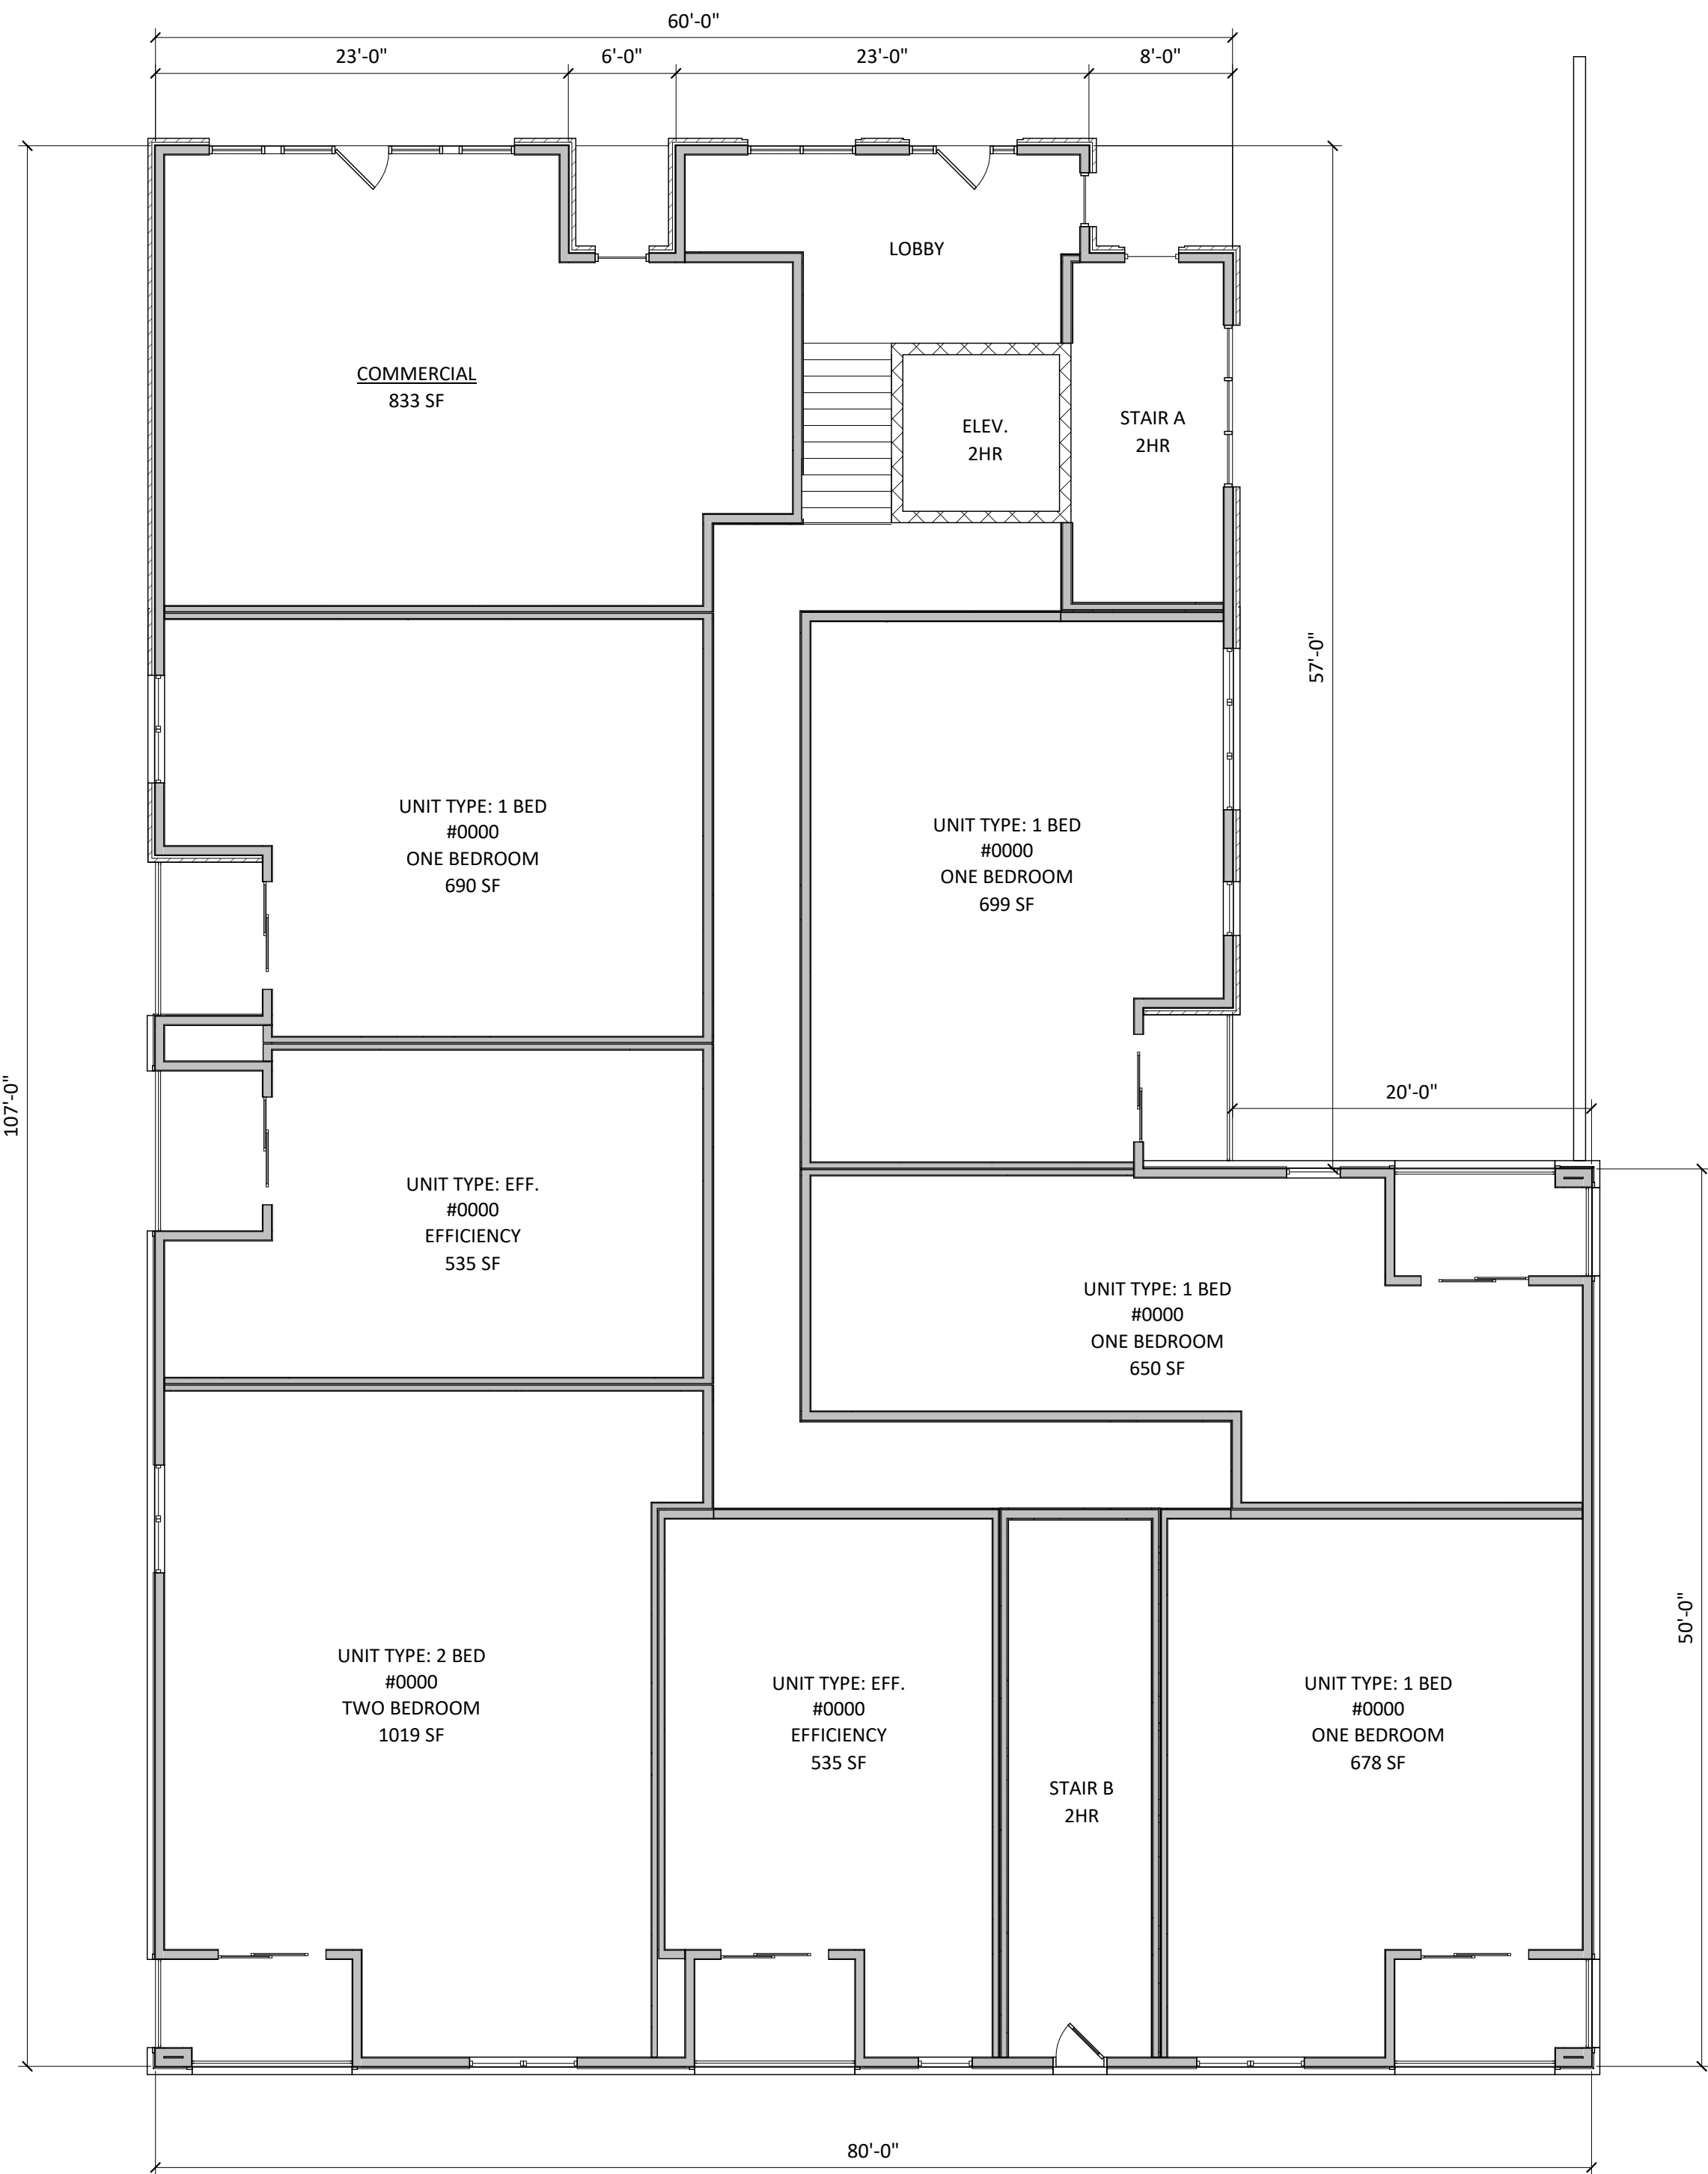 60'-0"
23'-0"
6'-0"
23'-0"
8'-0"
LOBBY
COMMERCIAL
833 SF
ELEV.
2HR
STAIR A
2HR
57'-0"
UNIT TYPE: 1 BED
#0000
ONE BEDROOM
690 SF
UNIT TYPE: 1 BED
#0000
ONE BEDROOM
699 SF
107'-0"
20'-0"
UNIT TYPE: EFF.
#0000
EFFICIENCY
535 SF
UNIT TYPE: 1 BED
#0000
ONE BEDROOM
650 SF
50'-0"
UNIT TYPE: 2 BED
#0000
TWO BEDROOM
1019 SF
UNIT TYPE: EFF.
#0000
EFFICIENCY
535 SF
STAIR B
2HR
UNIT TYPE: 1 BED
#0000
ONE BEDROOM
678 SF
80'-0"